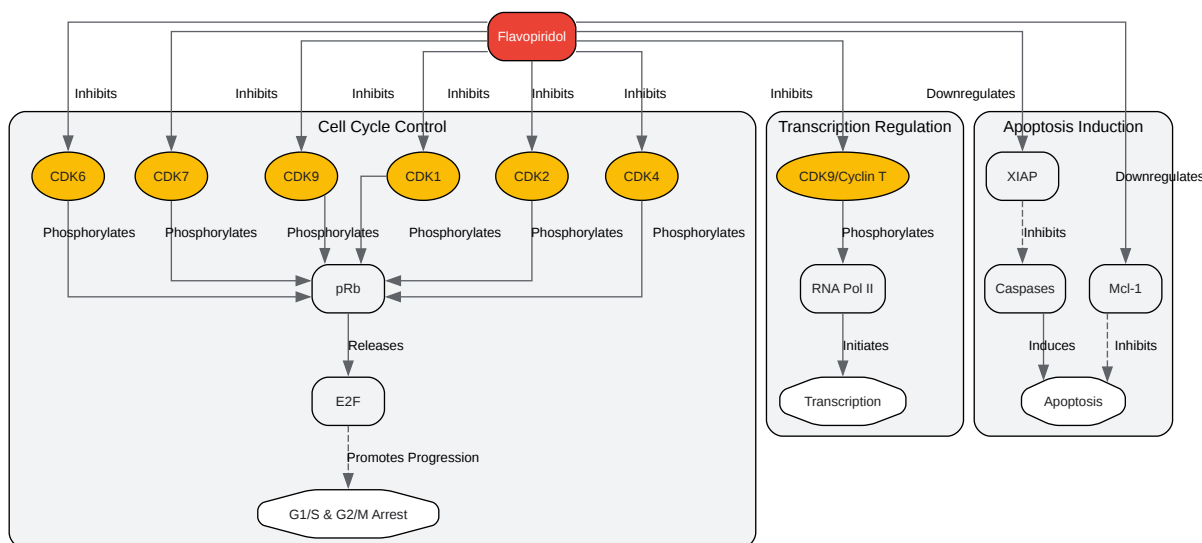 Flavopiridol
Inhibits Inhibits Inhibits Inhibits Inhibits Inhibits Inhibits Downregulates
Cell Cycle Control Transcription Regulation Apoptosis Induction
CDK6 CDK7 CDK9 CDK1 CDK2 CDK4 CDK9/Cyclin T XIAP Downregulates
Phosphorylates Phosphorylates Phosphorylates Phosphorylates Phosphorylates Phosphorylates Phosphorylates Inhibits
pRb RNA Pol II Caspases Mcl-1
Releases Initiates Induces Inhibits
E2F Transcription Apoptosis
Promotes Progression
G1/S & G2/M Arrest